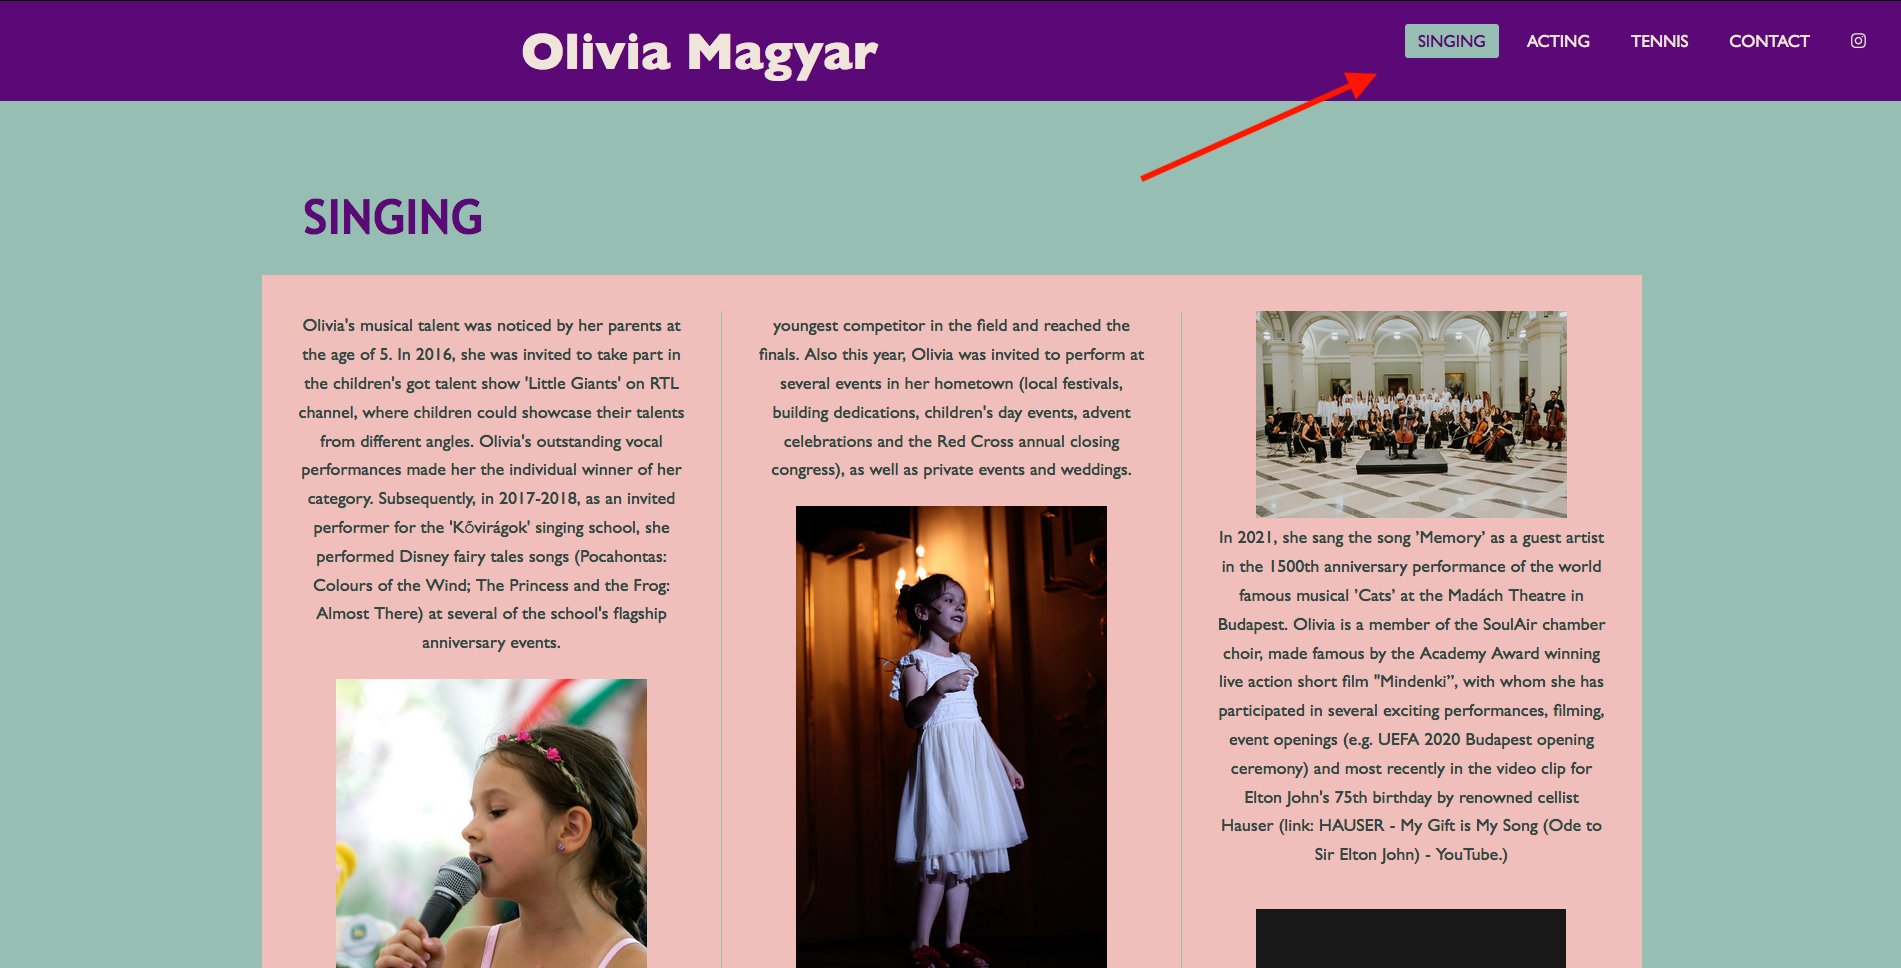 Olivia Magyar
SINGING
ACTING
TENNIS
CONTACT
SINGING
Olivia's musical talent was noticed by her parents at
the age of 5. In 2016, she was invited to take part in
the children's got talent show 'Little Giants' on RTL
channel, where children could showcase their talents
from different angles. Olivia's outstanding vocal
performances made her the individual winner of her
category. Subsequently, in 2017-2018, as an invited
performer for the 'Kővirágok' singing school, she
performed Disney fairy tales songs (Pocahontas:
Colours of the Wind; The Princess and the Frog:
Almost There) at several of the school's flagship
anniversary events.
youngest competitor in the field and reached the
finals. Also this year, Olivia was invited to perform at
several events in her hometown (local festivals,
building dedications, children's day events, advent
celebrations and the Red Cross annual closing
congress), as well as private events and weddings.
In 2021, she sang the song ’Memory’ as a guest artist
in the 1500th anniversary performance of the world
famous musical ’Cats’ at the Madách Theatre in
Budapest. Olivia is a member of the SoulAir chamber
choir, made famous by the Academy Award winning
live action short film "Mindenki”, with whom she has
participated in several exciting performances, filming,
event openings (e.g. UEFA 2020 Budapest opening
ceremony) and most recently in the video clip for
Elton John's 75th birthday by renowned cellist
Hauser (link: HAUSER - My Gift is My Song (Ode to
Sir Elton John) - YouTube.)